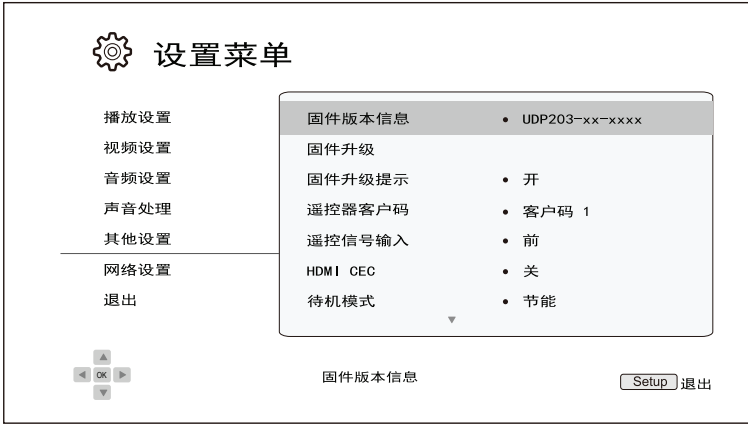 设置菜单
播放设置
视频设置
音频设置
声音处理
其他设置
网络设置
退出
固件版本信息 • UDP203-xx-xxxx
固件升级
固件升级提示 • 开
遥控器客户码 • 客户码 1
遥控信号输入 • 前
HDMI CEC • 关
待机模式 • 节能
OK
固件版本信息
Setup 退出